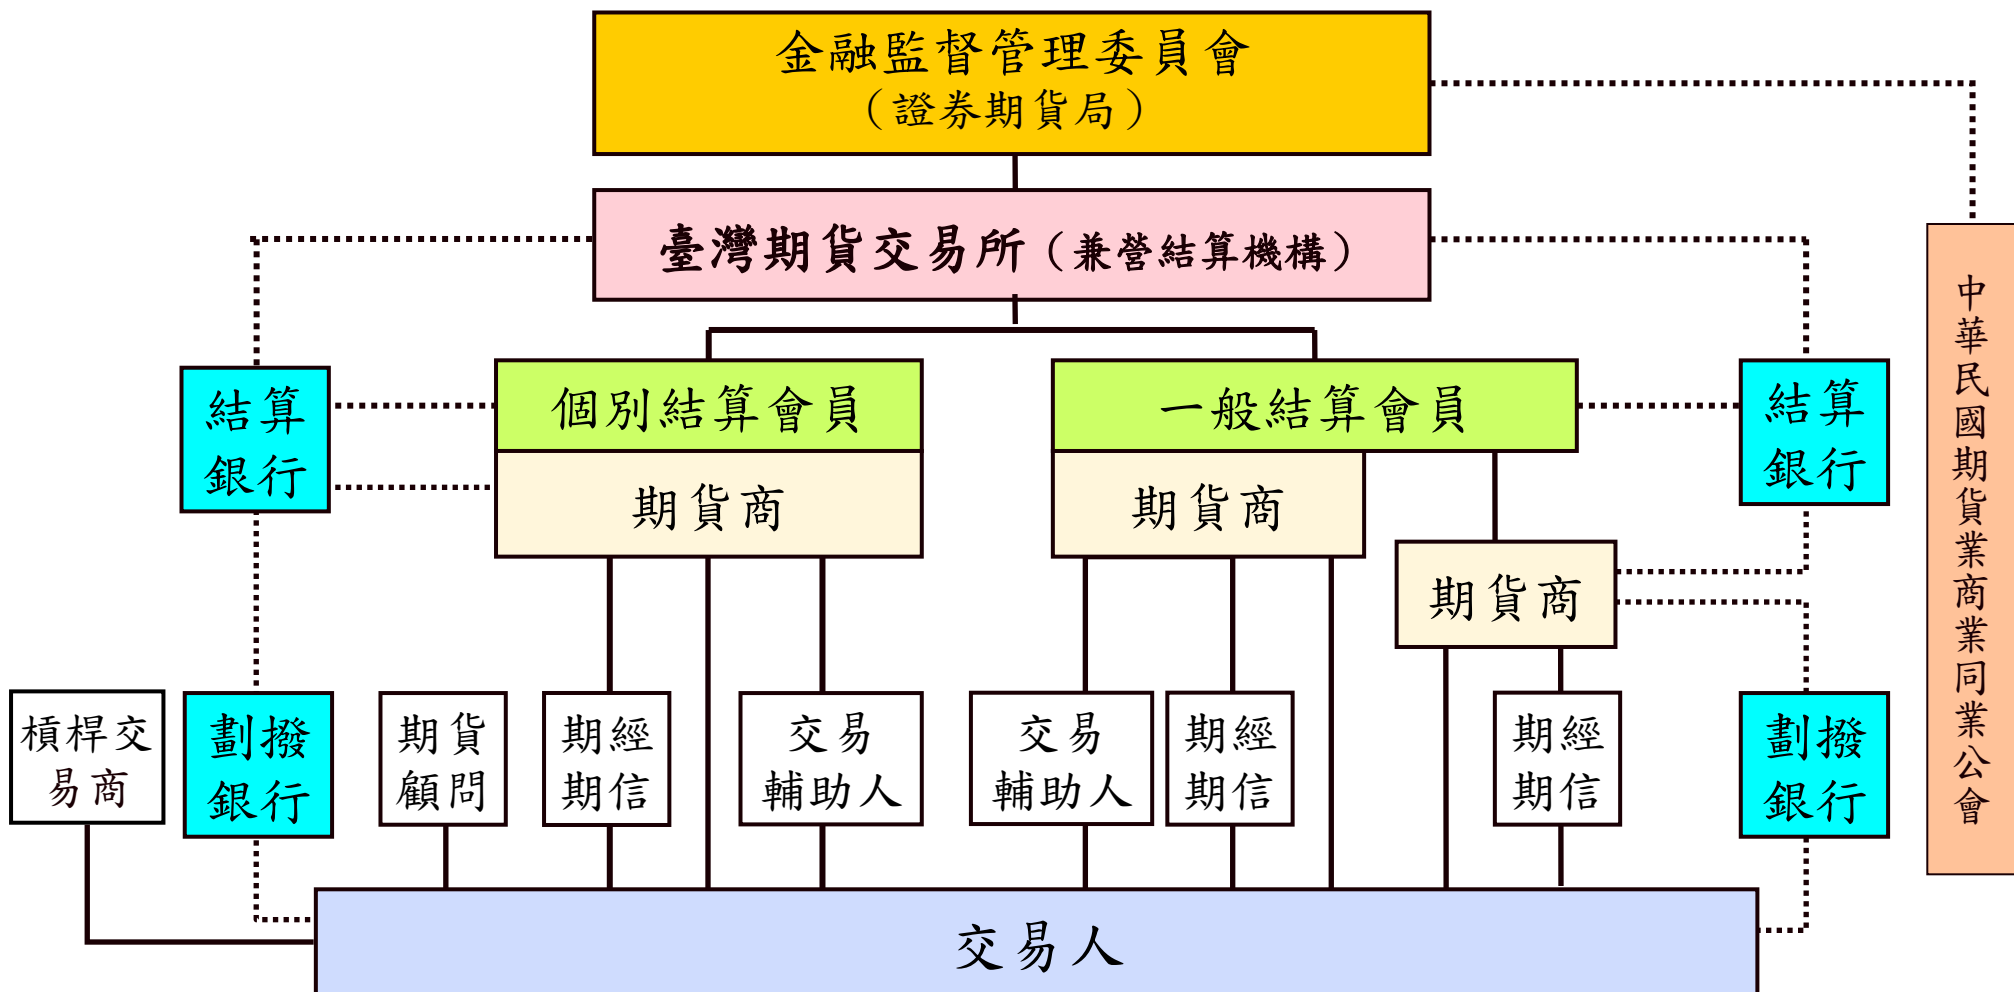 金融監督管理委員會
（證券期貨局）
臺灣期貨交易所（兼營結算機構）
中華民國期貨業商業同業公會
結算
銀行
個別結算會員
一般結算會員
結算
銀行
期貨商
期貨商
期貨商
槓桿交
易商
劃撥
銀行
期貨
顧問
期經
期信
交易
輔助人
交易
輔助人
期經
期信
期經
期信
劃撥
銀行
交易人